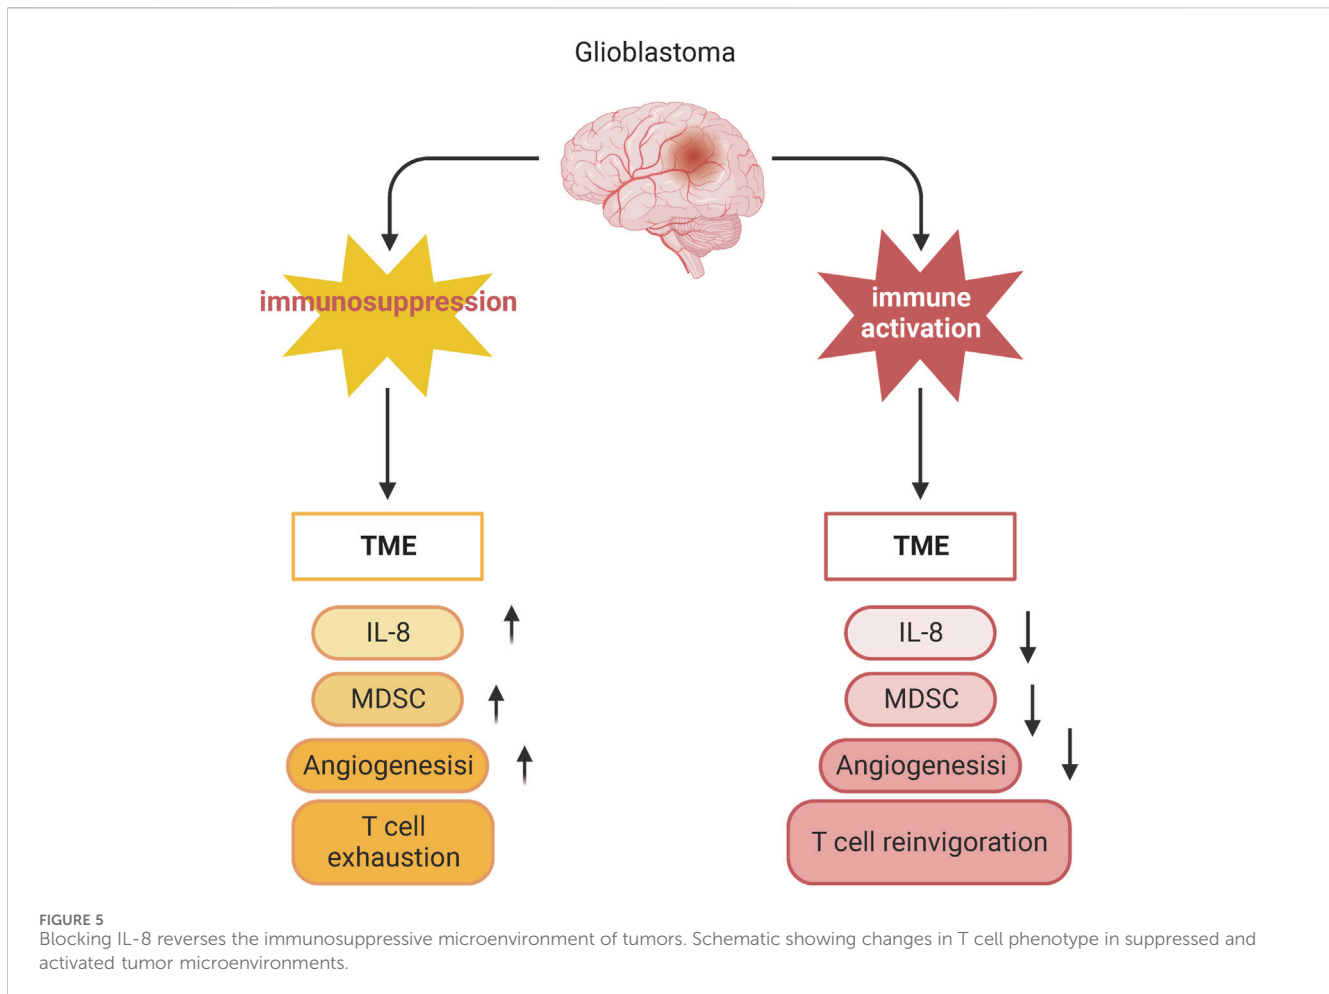 Glioblastoma
immunosuppression
immune
activation
TME
TME
IL-8
IL-8
MDSC
MDSC
Angiogenesisi
Angiogenesisi
T cell
exhaustion
T cell reinvigoration
FIGURE 5
Blocking IL-8 reverses the immunosuppressive microenvironment of tumors. Schematic showing changes in T cell phenotype in suppressed and
activated tumor microenvironments.